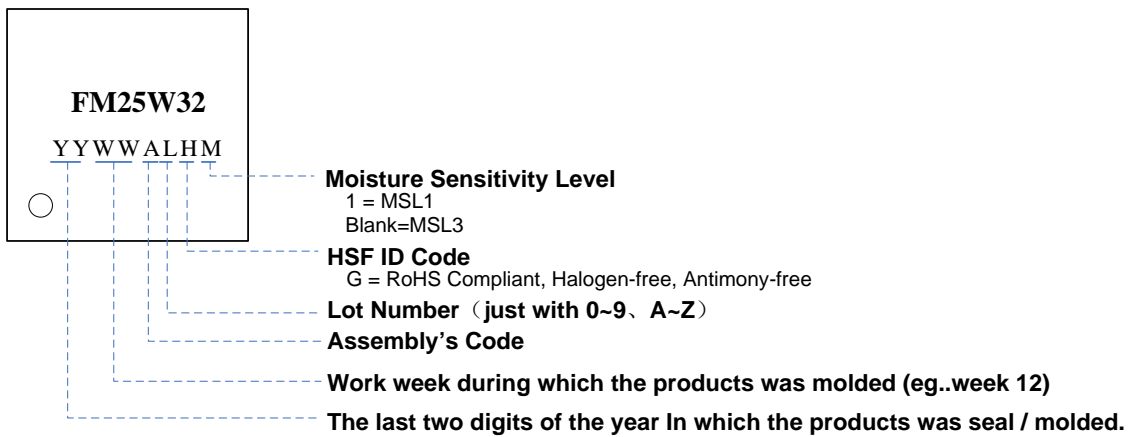 FM25W32
YYWWALHM
Moisture Sensitivity Level
1 = MSL1
Blank=MSL3
HSF ID Code
G = RoHS Compliant, Halogen-free, Antimony-free
Lot Number（just with 0~9、A~Z）
Assembly’s Code
Work week during which the products was molded (eg..week 12)
The last two digits of the year In which the products was seal / molded.